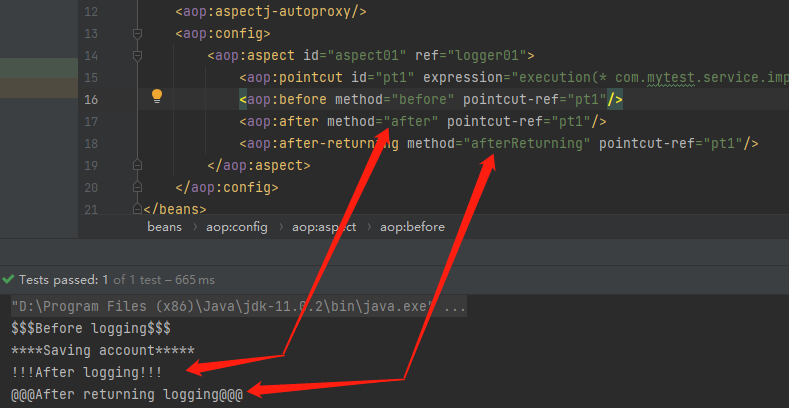 12 <aop:aspectj-autoproxy/>
13 <aop:config>
14 <aop:aspect id="aspect01" ref="logger01">
15 <aop:pointcut id="pt1" expression="execution(* com.mytest.service.imp
16 <aop:before method="before" pointcut-ref="pt1"/>
17 <aop:after method="after" pointcut-ref="pt1"/>
18 <aop:after-returning method="afterReturning" pointcut-ref="pt1"/>
19 </aop:aspect>
20 </aop:config>
21 </beans>
beans › aop:config › aop:aspect › aop:before
Tests passed: 1 of 1 test – 665 ms
"D:\Program Files (x86)\Java\jdk-11.0.2\bin\java.exe" ...
$$$Before logging$$$
****Saving account*****
!!!After logging!!!
@@@After returning logging@@@